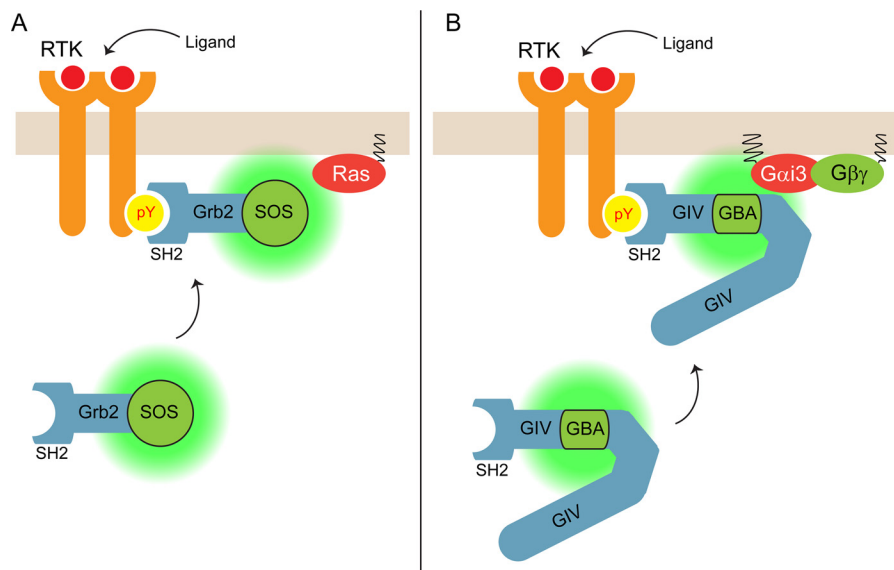 A
RTK
Ligand
Ras
pY
Grb2
SOS
SH2
Grb2
SOS
SH2
B
RTK
Ligand
Gαi3
Gβγ
pY
GIV
GBA
SH2
GIV
GIV
GBA
SH2
GIV